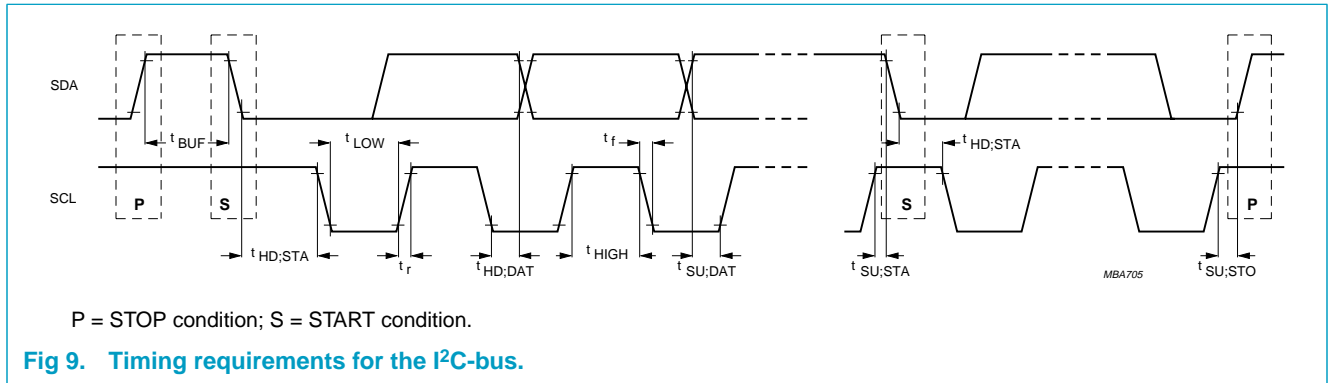 SDA
t BUF
t LOW
t f
t HD;STA
SCL
P
S
S
P
t HD;STA
t r
t HD;DAT
t HIGH
t SU;DAT
t SU;STA
MBA705
t SU;STO
P = STOP condition; S = START condition.
Fig 9. Timing requirements for the I²C-bus.